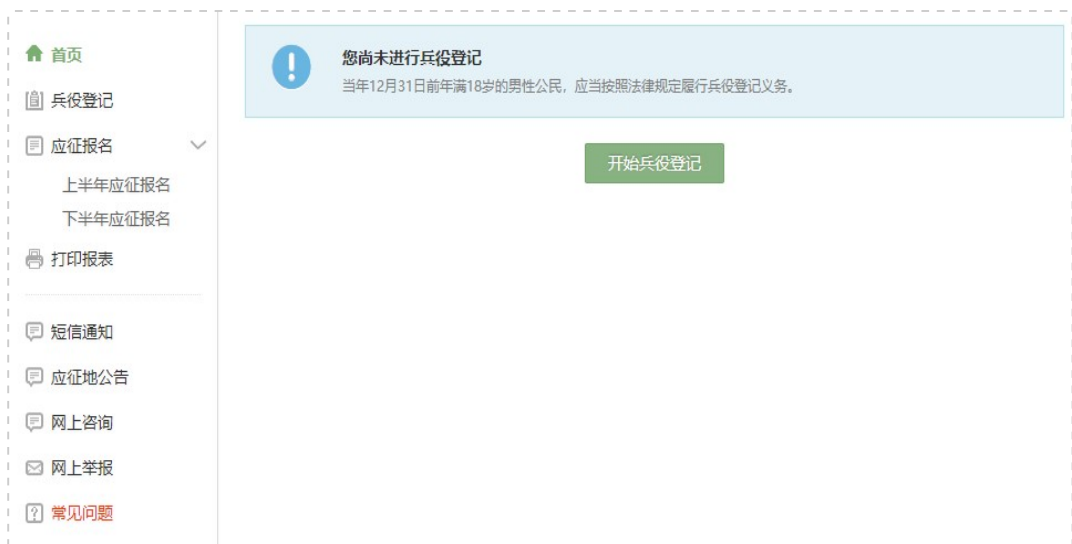 首页
兵役登记
应征报名
上半年应征报名
下半年应征报名
打印报表
短信通知
应征地公告
网上咨询
网上举报
常见问题
您尚未进行兵役登记
当年12月31日前年满18岁的男性公民，应当按照法律规定履行兵役登记义务。
开始兵役登记